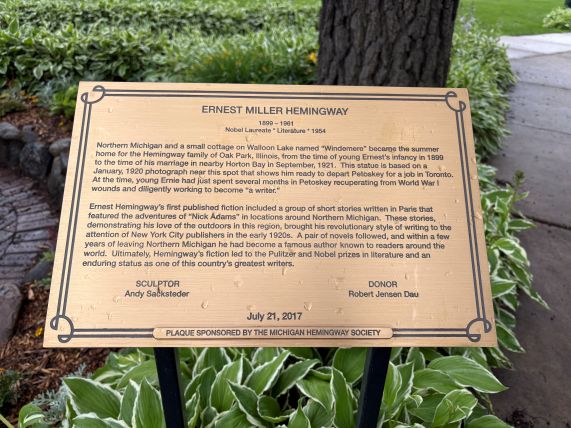 ERNEST MILLER HEMINGWAY
1899 – 1961
Nobel Laureate * Literature * 1954
Northern Michigan and a small cottage on Walloon Lake named "Windemere" became the summer
home for the Hemingway family of Oak Park, Illinois, from the time of young Ernest's infancy in 1899
to the time of his marriage in nearby Horton Bay in September, 1921. This statue is based on a
January, 1920 photograph near this spot that shows him ready to depart Petoskey for a job in Toronto.
At the time, young Ernie had just spent several months in Petoskey recuperating from World War I
wounds and diligently working to become "a writer."
Ernest Hemingway's first published fiction included a group of short stories written in Paris that
featured the adventures of "Nick Adams" in locations around Northern Michigan. These stories,
demonstrating his love of the outdoors in this region, brought his revolutionary style of writing to the
attention of New York City publishers in the early 1920s. A pair of novels followed, and within a few
years of leaving Northern Michigan he had become a famous author known to readers around the
world. Ultimately, Hemingway's fiction led to the Pulitzer and Nobel prizes in literature and an
enduring status as one of this country's greatest writers.
SCULPTOR DONOR
Andy Sacksteder Robert Jensen Dau
July 21, 2017
PLAQUE SPONSORED BY THE MICHIGAN HEMINGWAY SOCIETY